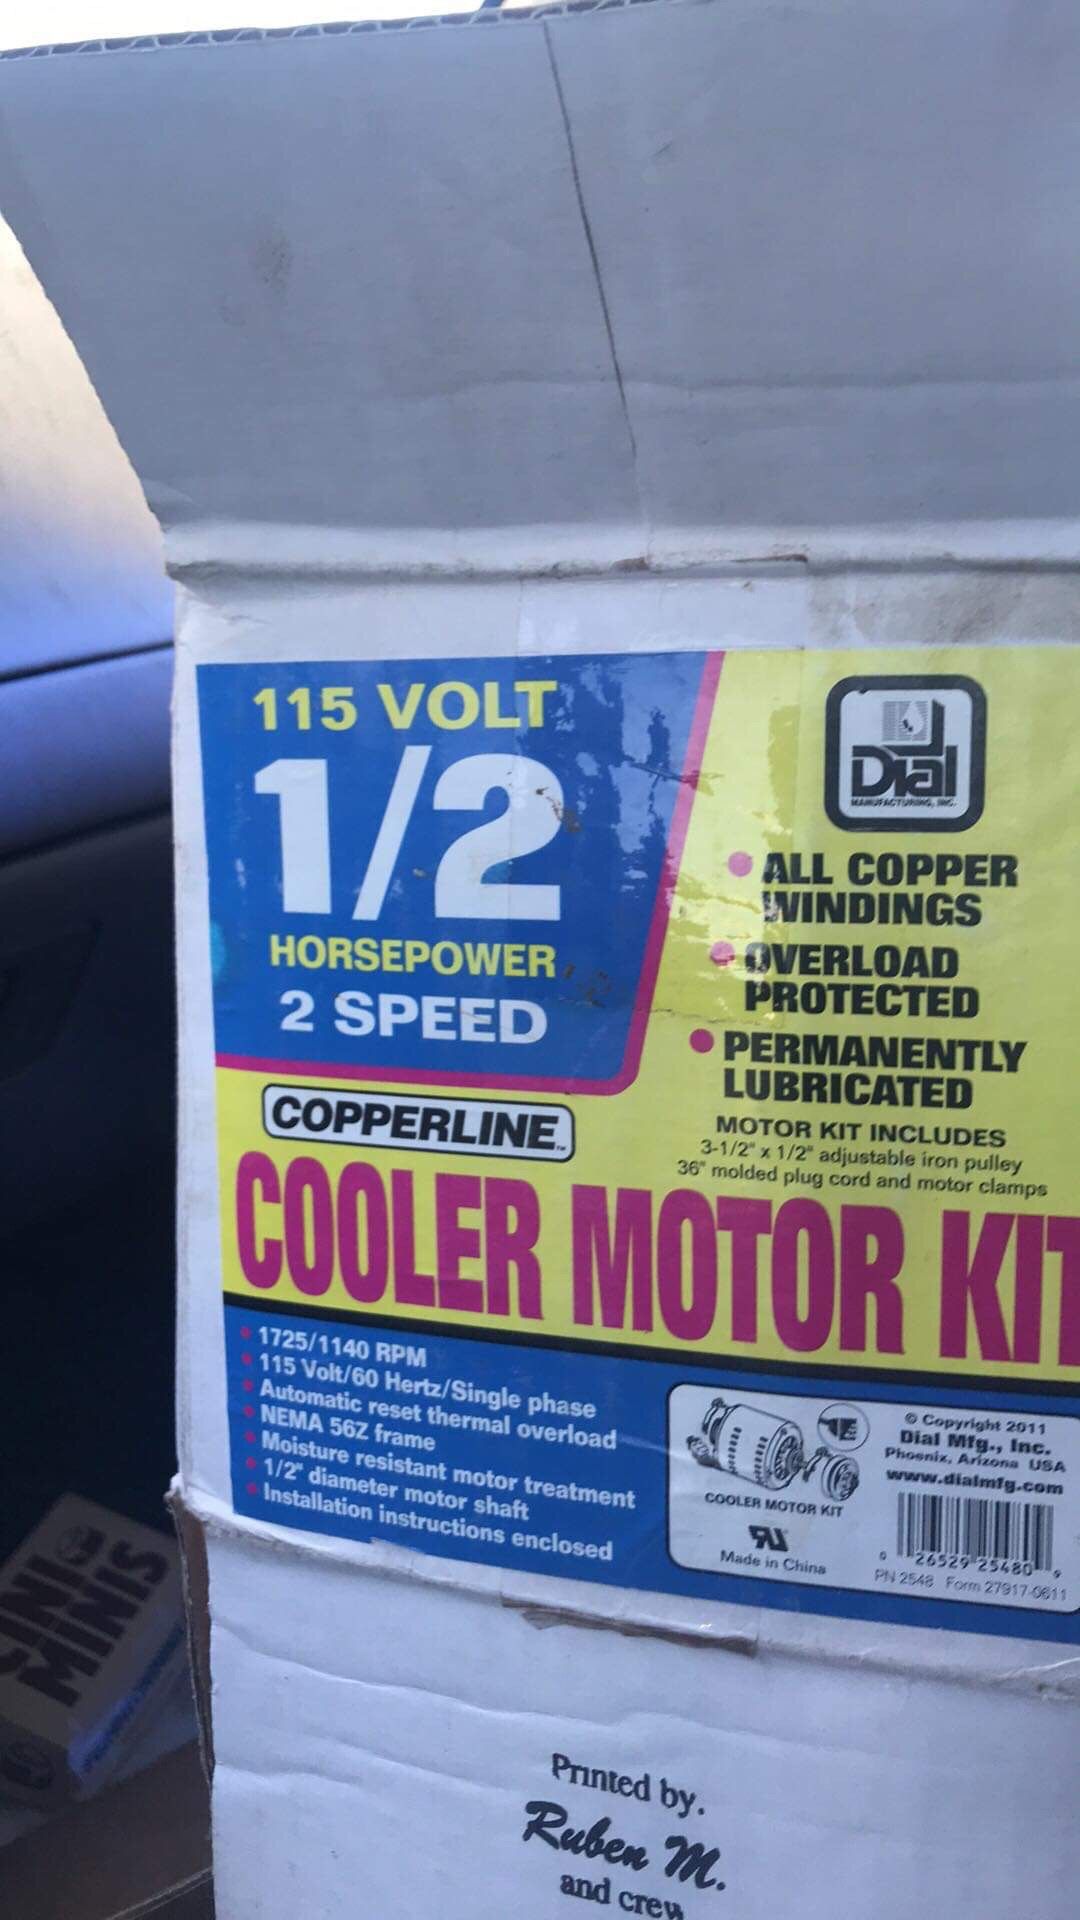 115 VOLT
1/2
HORSEPOWER
2 SPEED
Dial
MANUFACTURING, INC.
ALL COPPER
WINDINGS
OVERLOAD
PROTECTED
PERMANENTLY
LUBRICATED
MOTOR KIT INCLUDES
3-1/2" x 1/2" adjustable iron pulley
36" molded plug cord and motor clamps
COPPERLINE™
COOLER MOTOR KIT
• 1725/1140 RPM
• 115 Volt/60 Hertz/Single phase
• Automatic reset thermal overload
• NEMA 56Z frame
• Moisture resistant motor treatment
• 1/2" diameter motor shaft
• Installation instructions enclosed
COOLER MOTOR KIT
Made in China
© Copyright 2011
Dial Mfg., Inc.
Phoenix, Arizona USA
www.dialmfg.com
0 26529 25480 9
PN 2548 Form 27917-0611
MINIS
Printed by.
Ruben M.
and crew